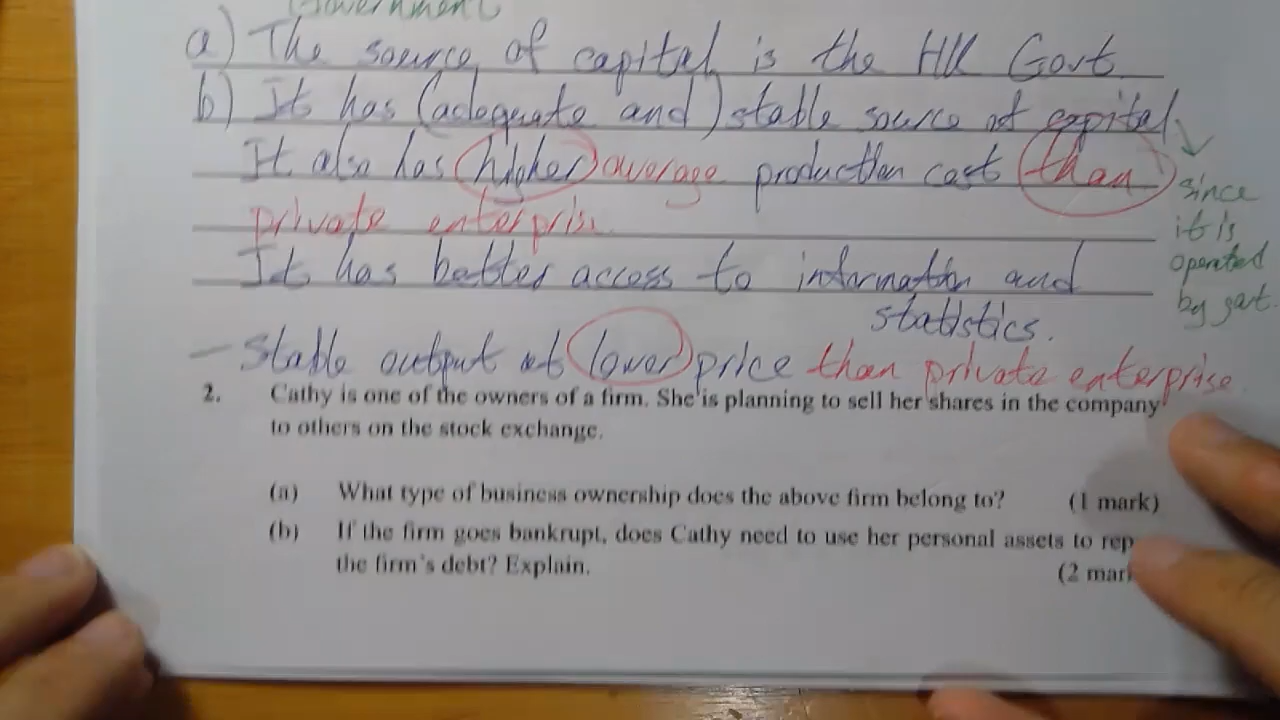 Government
a) The source of capital is the HK Govt
b) It has (adequate and) stable source of capital,
It also has higher average production cost than
private enterprise
since
it is
operated
by govt.
It has better access to information and
statistics.
– Stable output at lower price than private enterprise
2. Cathy is one of the owners of a firm. She is planning to sell her shares in the company
to others on the stock exchange.
(a) What type of business ownership does the above firm belong to? (1 mark)
(b) If the firm goes bankrupt, does Cathy need to use her personal assets to rep
the firm's debt? Explain.
(2 mar